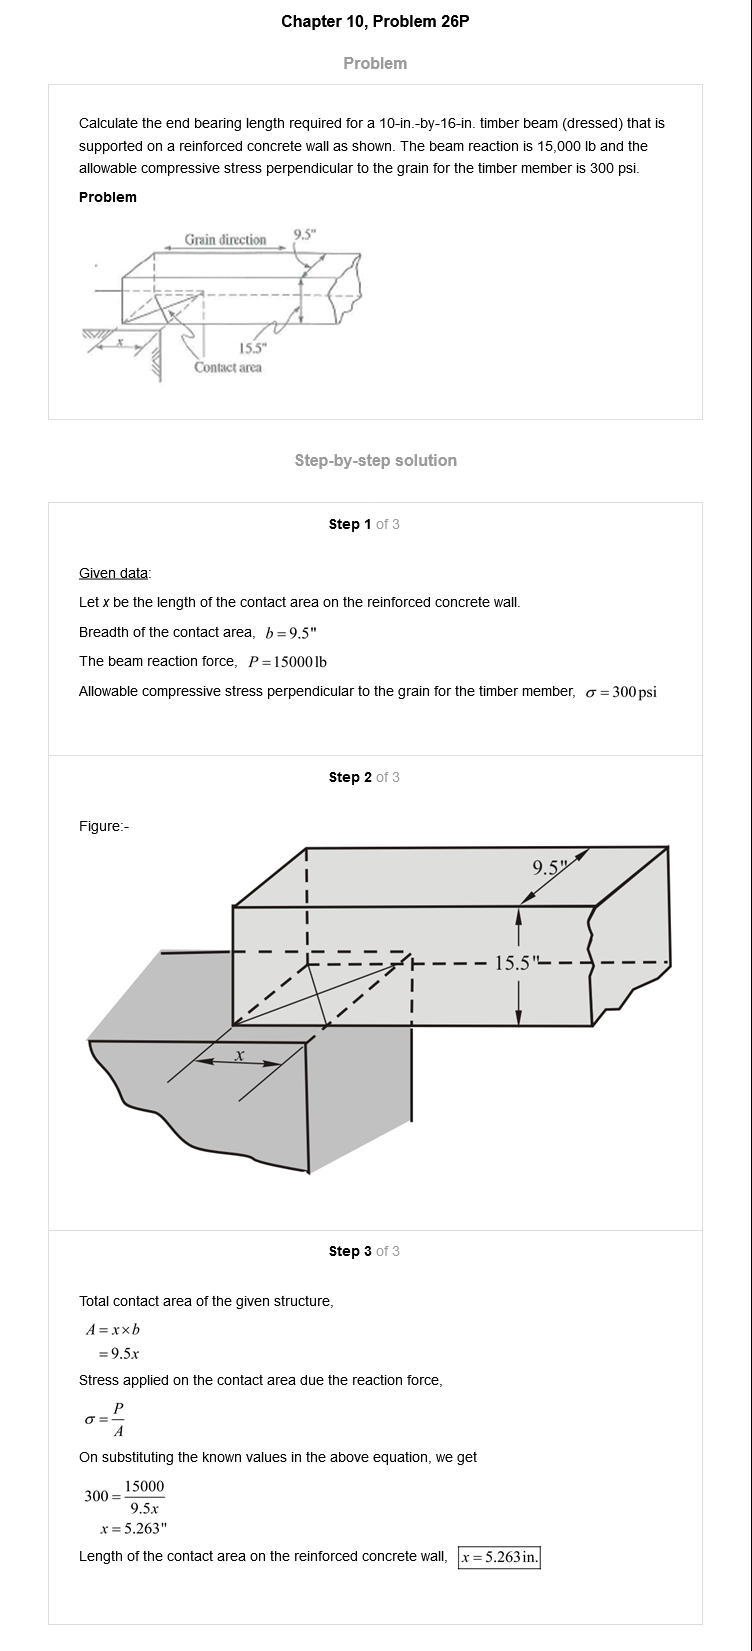 Chapter 10, Problem 26P
Problem
Calculate the end bearing length required for a 10-in.-by-16-in. timber beam (dressed) that is
supported on a reinforced concrete wall as shown. The beam reaction is 15,000 lb and the
allowable compressive stress perpendicular to the grain for the timber member is 300 psi.
Problem
Grain direction
9.5"
x
15.5"
Contact area
Step-by-step solution
Step 1 of 3
Given data:
Let x be the length of the contact area on the reinforced concrete wall.
Breadth of the contact area, b = 9.5"
The beam reaction force, P = 15000 lb
Allowable compressive stress perpendicular to the grain for the timber member, σ = 300 psi
Step 2 of 3
Figure:-
9.5"
15.5"
x
Step 3 of 3
Total contact area of the given structure,
A = x×b
= 9.5x
Stress applied on the contact area due the reaction force,
σ = P/A
On substituting the known values in the above equation, we get
300 = 15000/9.5x
x = 5.263"
Length of the contact area on the reinforced concrete wall, x = 5.263 in.